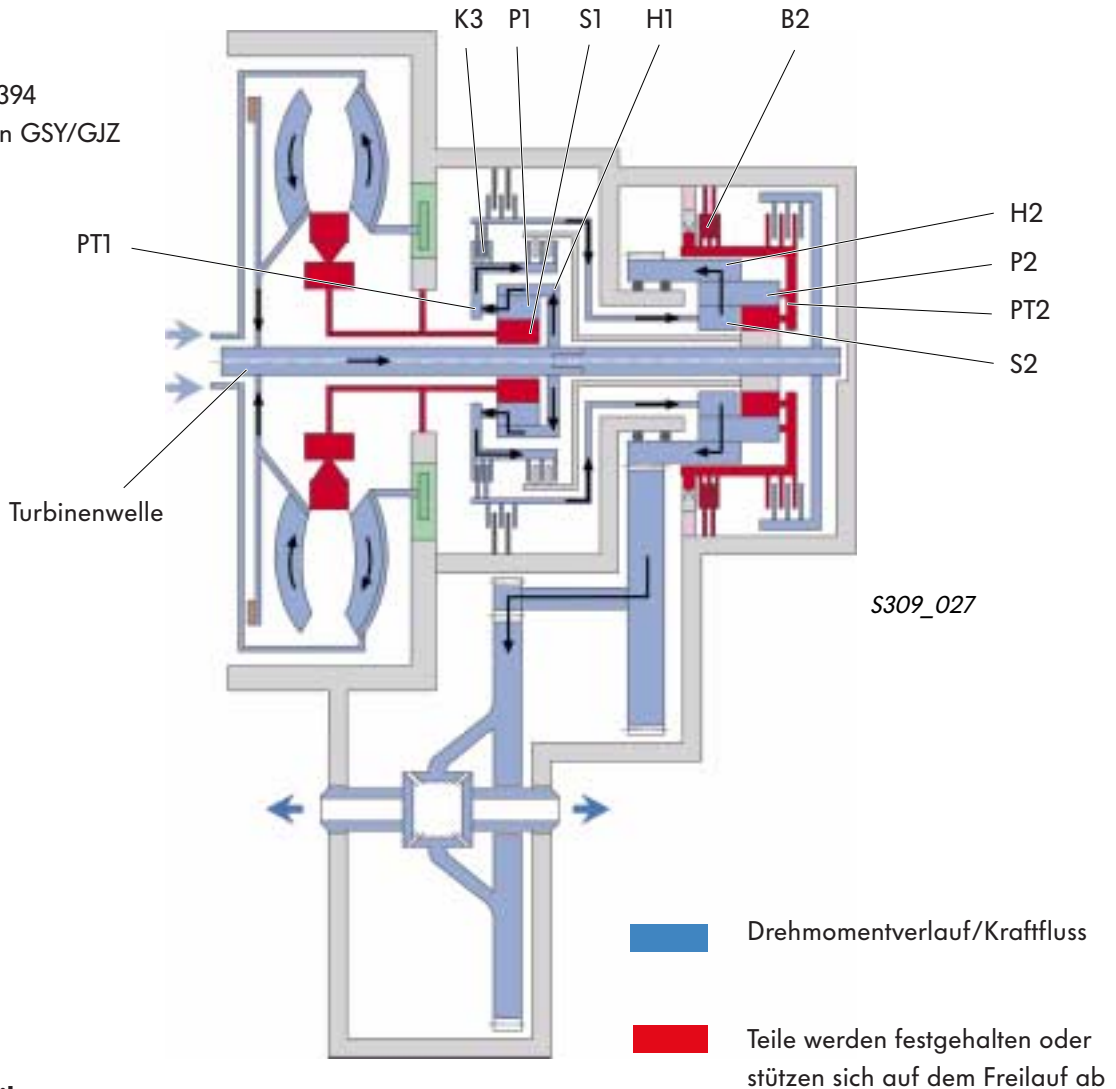 K3 P1 S1 H1 B2
394
n GSY/GJZ
PT1
H2
P2
PT2
S2
Turbinenwelle
S309_027
Drehmomentverlauf/Kraftfluss
Teile werden festgehalten oder
stützen sich auf dem Freilauf ab